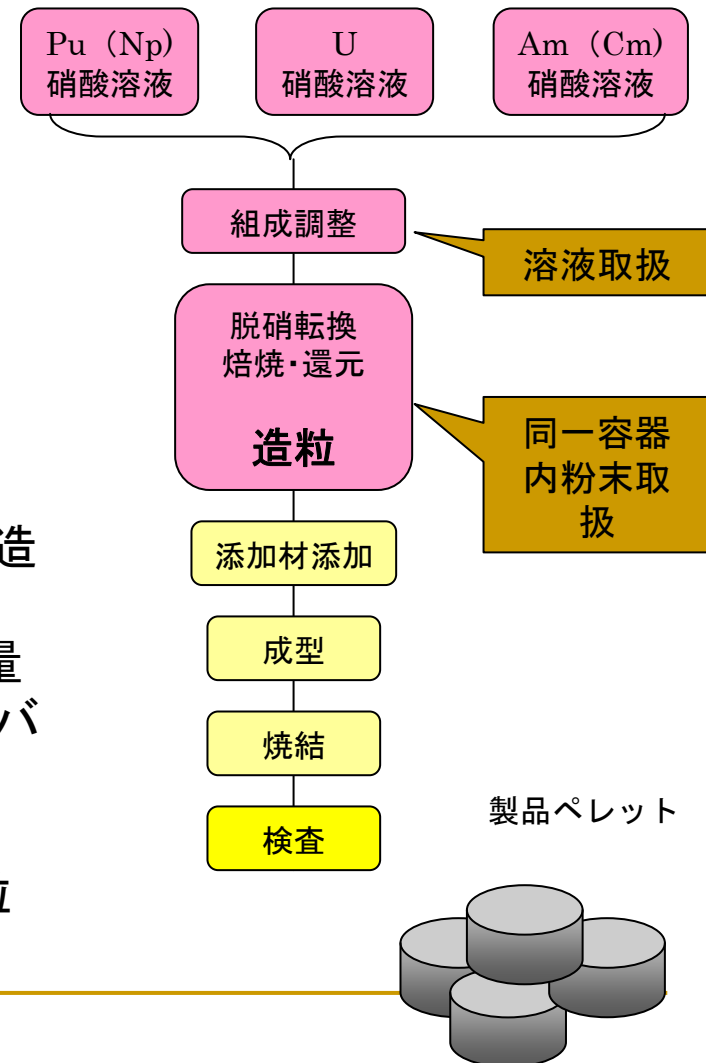 Pu（Np）
硝酸溶液
U
硝酸溶液
Am（Cm）
硝酸溶液
組成調整
溶液取扱
脱硝転換
焙焼･還元
造粒
同一容器
内粉末取
扱
添加材添加
成型
焼結
検査
造
量
バ
製品ペレット